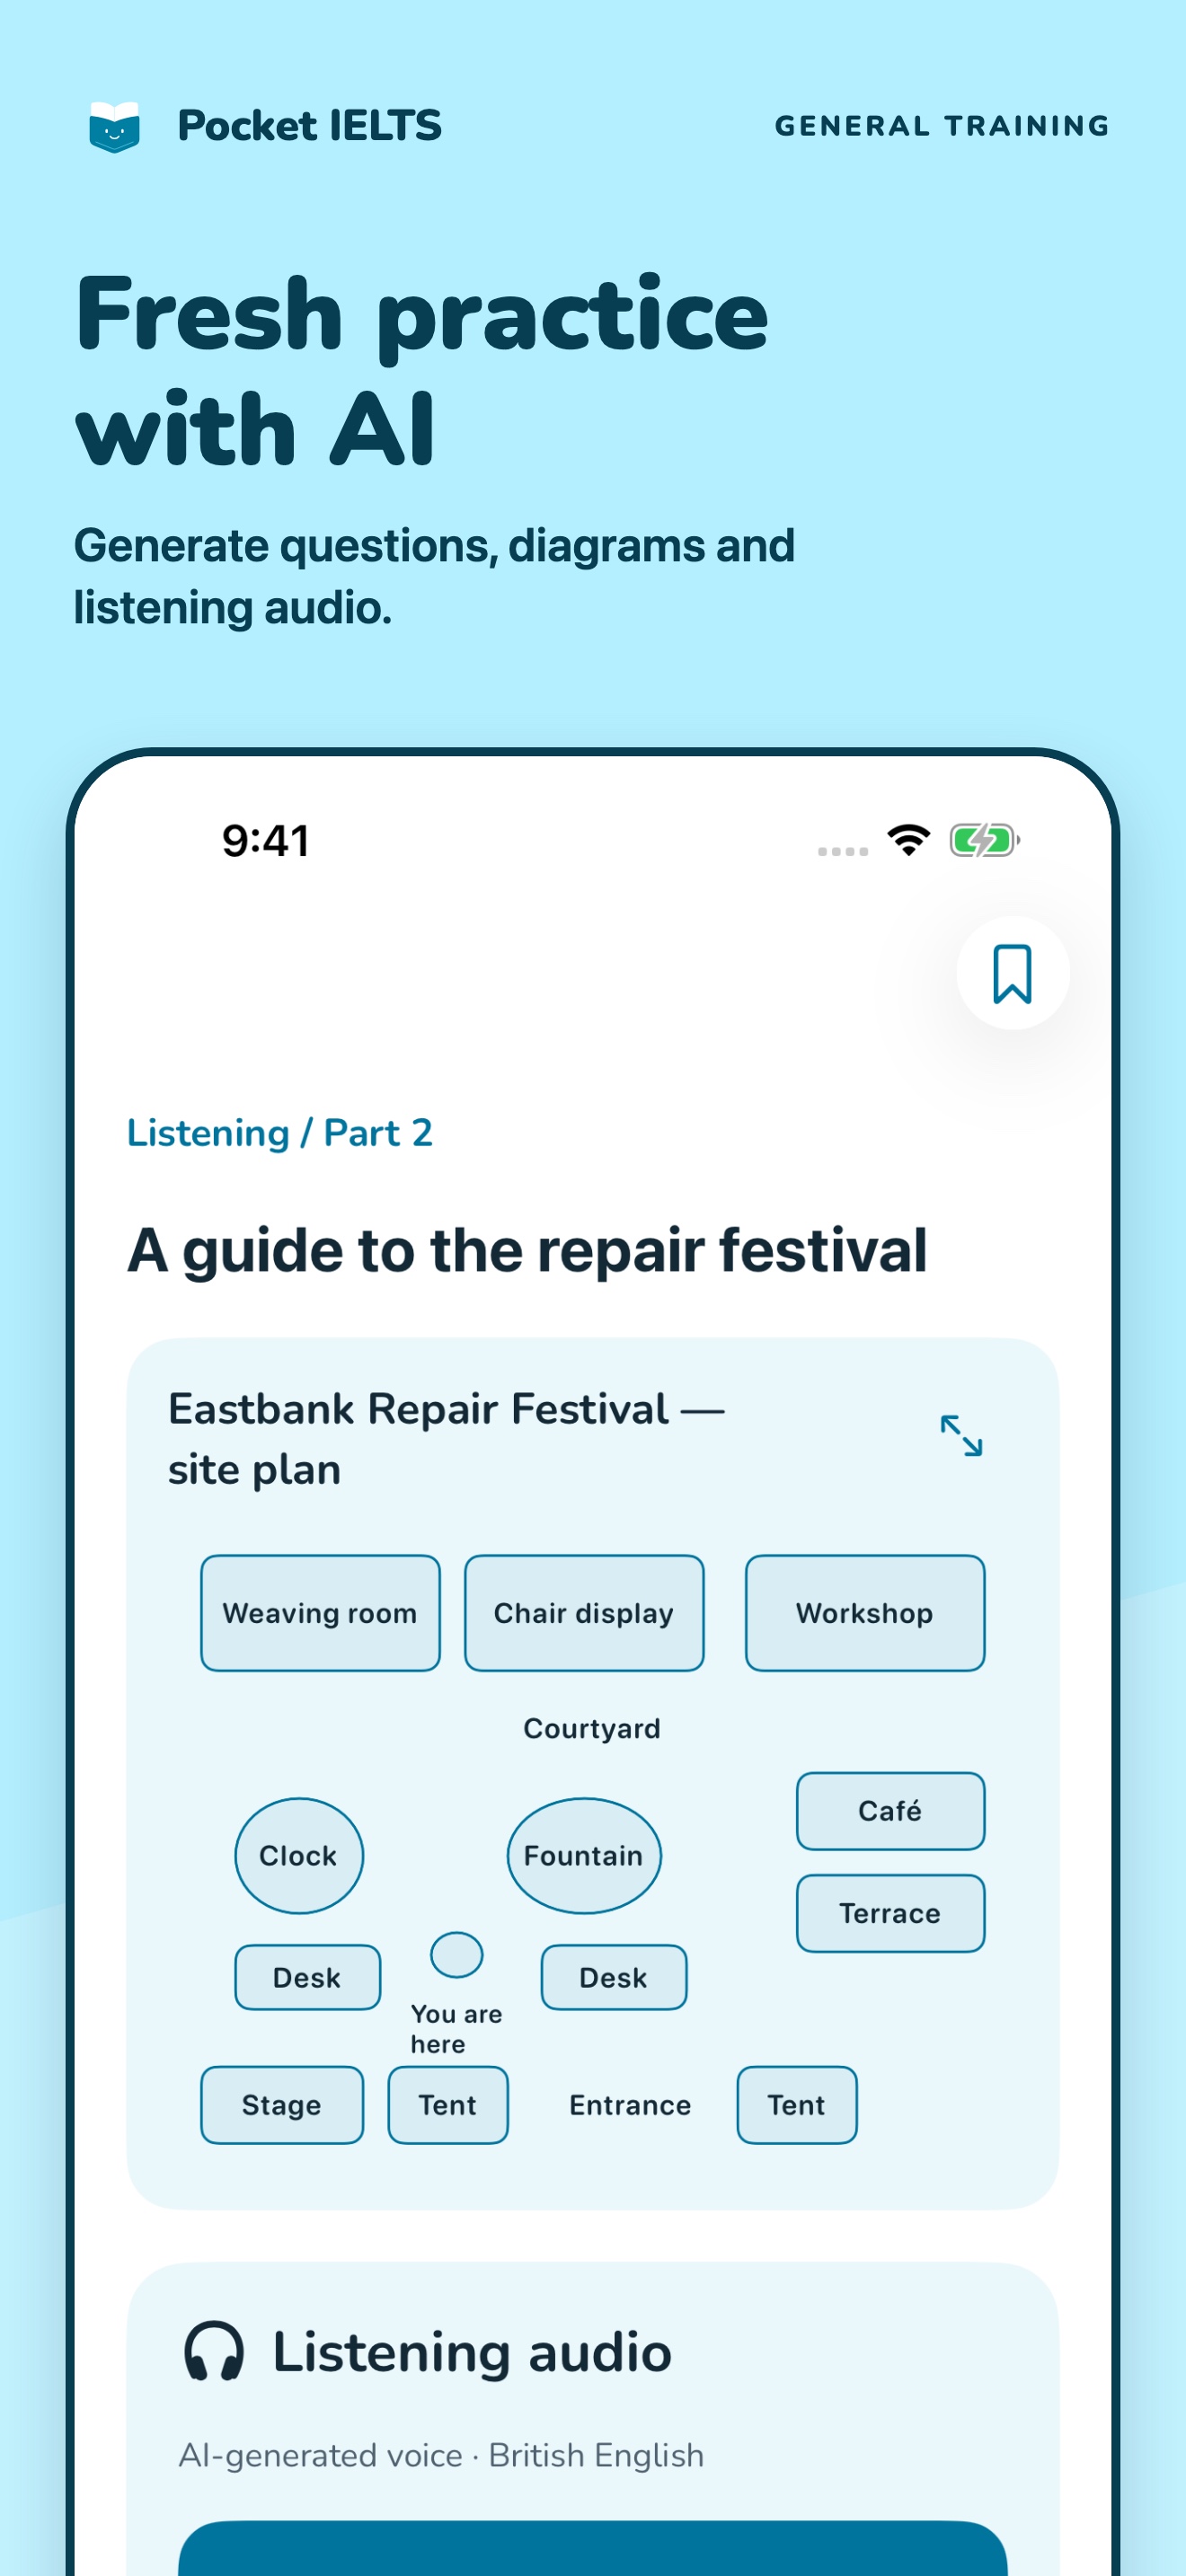 Pocket IELTS
GENERAL TRAINING
Fresh practice
with AI
Generate questions, diagrams and
listening audio.
9:41
Listening / Part 2
A guide to the repair festival
Eastbank Repair Festival —
site plan
Weaving room
Chair display
Workshop
Courtyard
Café
Clock
Fountain
Terrace
Desk
Desk
You are
here
Stage
Tent
Entrance
Tent
Listening audio
AI-generated voice · British English